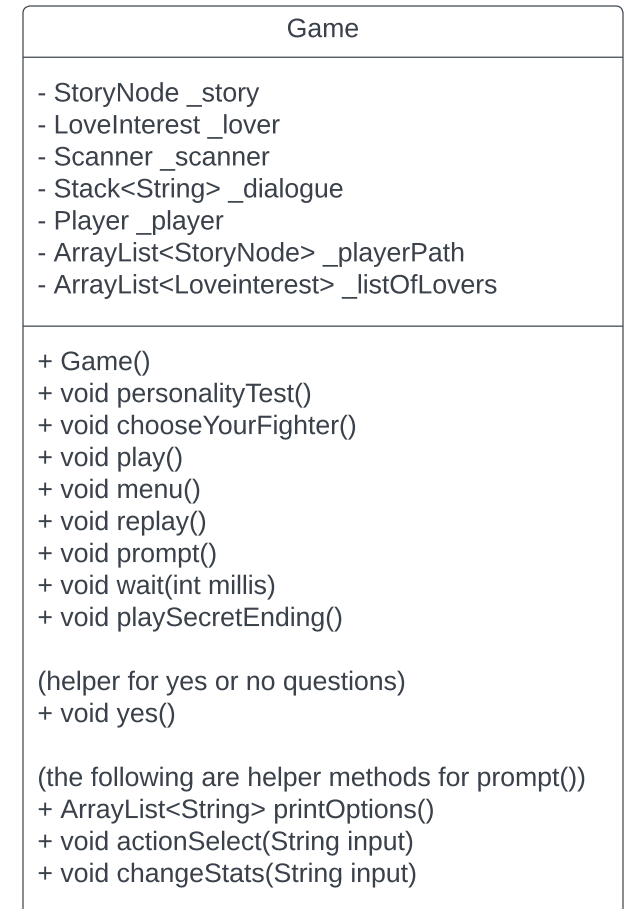 Game
- StoryNode _story
- LoveInterest _lover
- Scanner _scanner
- Stack<String> _dialogue
- Player _player
- ArrayList<StoryNode> _playerPath
- ArrayList<Loveinterest> _listOfLovers
+ Game()
+ void personalityTest()
+ void chooseYourFighter()
+ void play()
+ void menu()
+ void replay()
+ void prompt()
+ void wait(int millis)
+ void playSecretEnding()
(helper for yes or no questions)
+ void yes()
(the following are helper methods for prompt())
+ ArrayList<String> printOptions()
+ void actionSelect(String input)
+ void changeStats(String input)